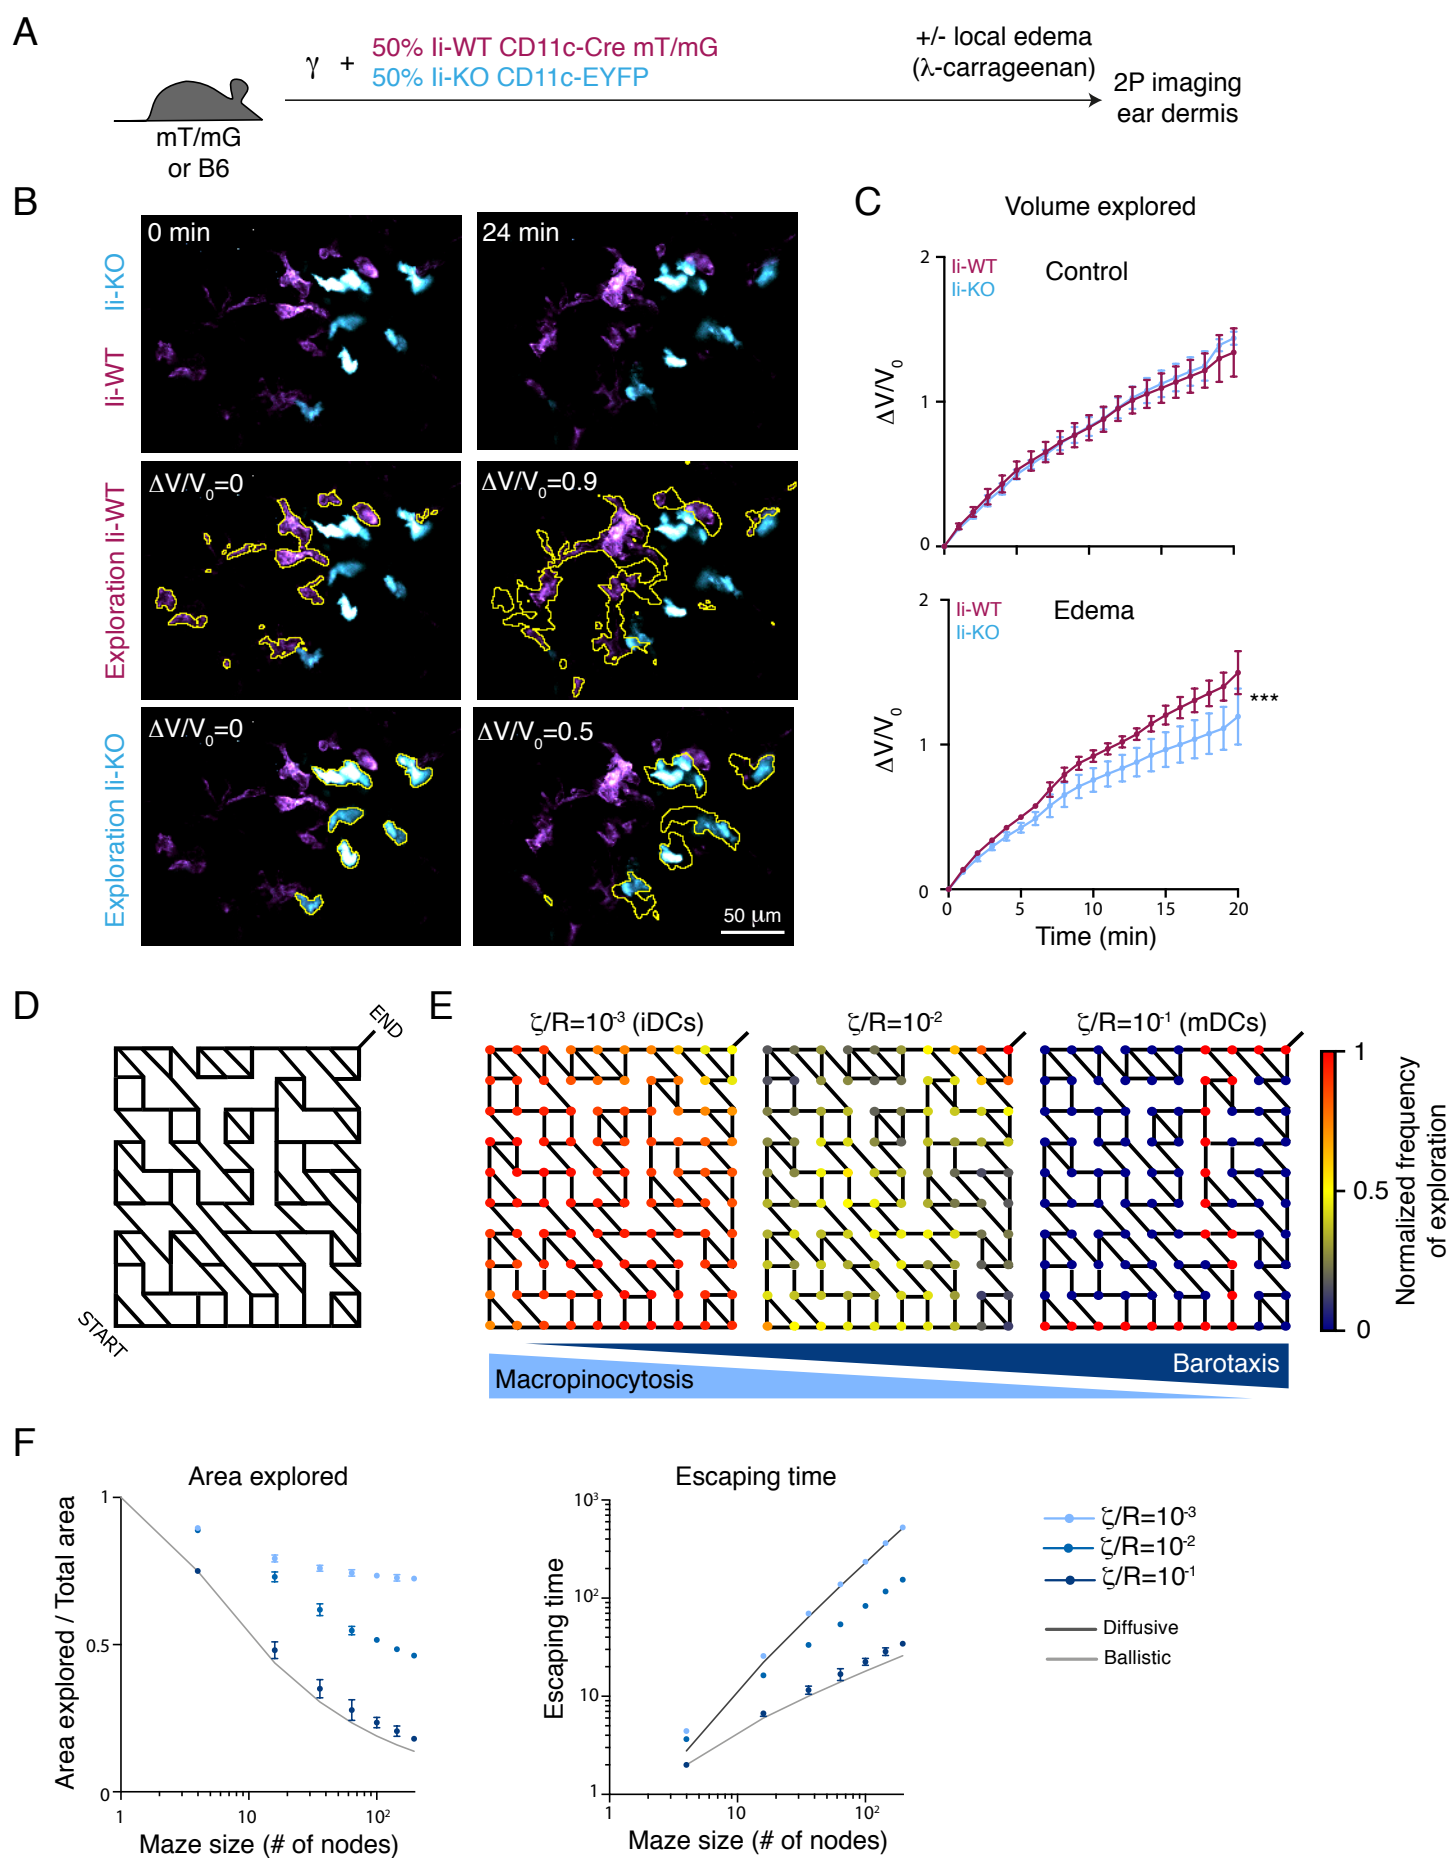 A
mT/mG
or B6
γ +
50% Ii-WT CD11c-Cre mT/mG
50% Ii-KO CD11c-EYFP
+/- local edema
(λ-carrageenan)
2P imaging
ear dermis
B
Ii-WT Ii-KO
0 min
24 min
Exploration Ii-WT
ΔV/V0=0
ΔV/V0=0.9
Exploration Ii-KO
ΔV/V0=0
ΔV/V0=0.5
50 μm
C
Volume explored
Control
Ii-WT
Ii-KO
ΔV/V0
2
1
0
Edema
Ii-WT
Ii-KO
***
ΔV/V0
2
1
0
0 5 10 15 20
Time (min)
D
START
END
E
ζ/R=10-3 (iDCs)
ζ/R=10-2
ζ/R=10-1 (mDCs)
1
0.5
0
Normalized frequency
of exploration
Barotaxis
Macropinocytosis
F
Area explored
Area explored / Total area
1
0.5
0
1 10 102
Maze size (# of nodes)
Escaping time
Escaping time
103
102
10
1
1 10 102
Maze size (# of nodes)
ζ/R=10-3
ζ/R=10-2
ζ/R=10-1
Diffusive
Ballistic